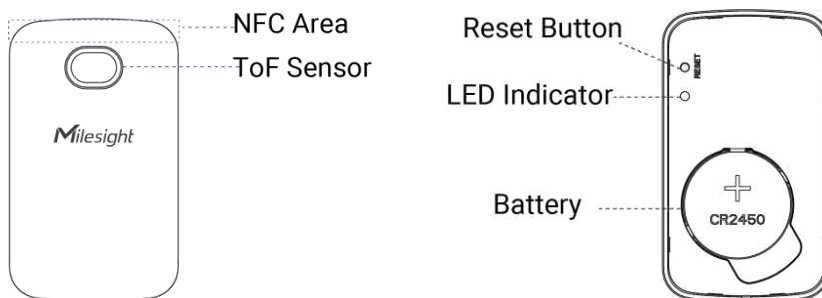 NFC Area
ToF Sensor
Milesight
Reset Button
RESET
LED Indicator
Battery
CR2450